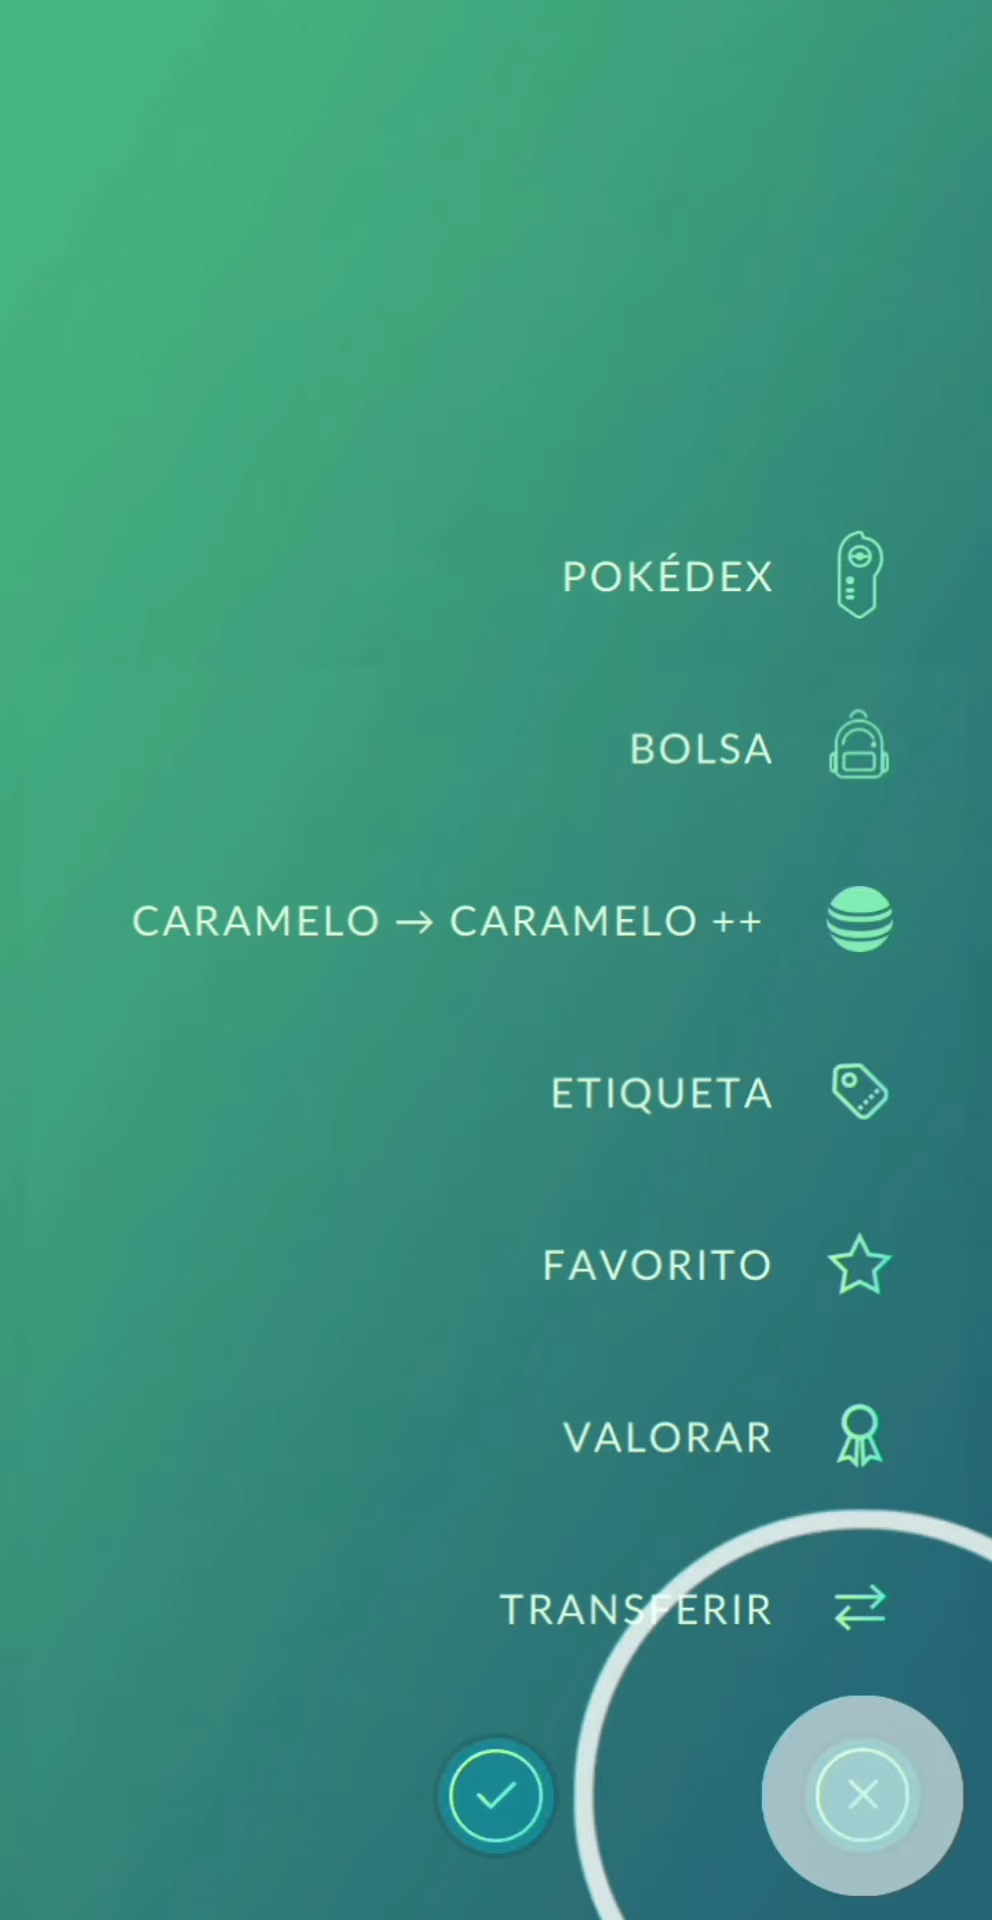 POKÉDEX
BOLSA
CARAMELO → CARAMELO ++
ETIQUETA
FAVORITO
VALORAR
TRANSFERIR